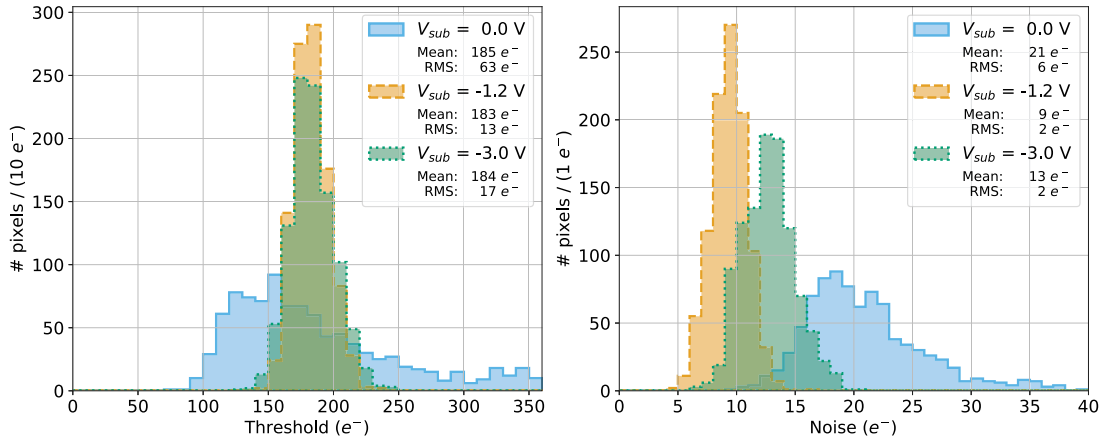 # pixels / (10 e⁻)
300
250
200
150
100
50
0
V_sub = 0.0 V
Mean: 185 e⁻
RMS: 63 e⁻
V_sub = -1.2 V
Mean: 183 e⁻
RMS: 13 e⁻
V_sub = -3.0 V
Mean: 184 e⁻
RMS: 17 e⁻
0 50 100 150 200 250 300 350
Threshold (e⁻)
# pixels / (1 e⁻)
250
200
150
100
50
0
V_sub = 0.0 V
Mean: 21 e⁻
RMS: 6 e⁻
V_sub = -1.2 V
Mean: 9 e⁻
RMS: 2 e⁻
V_sub = -3.0 V
Mean: 13 e⁻
RMS: 2 e⁻
0 5 10 15 20 25 30 35 40
Noise (e⁻)